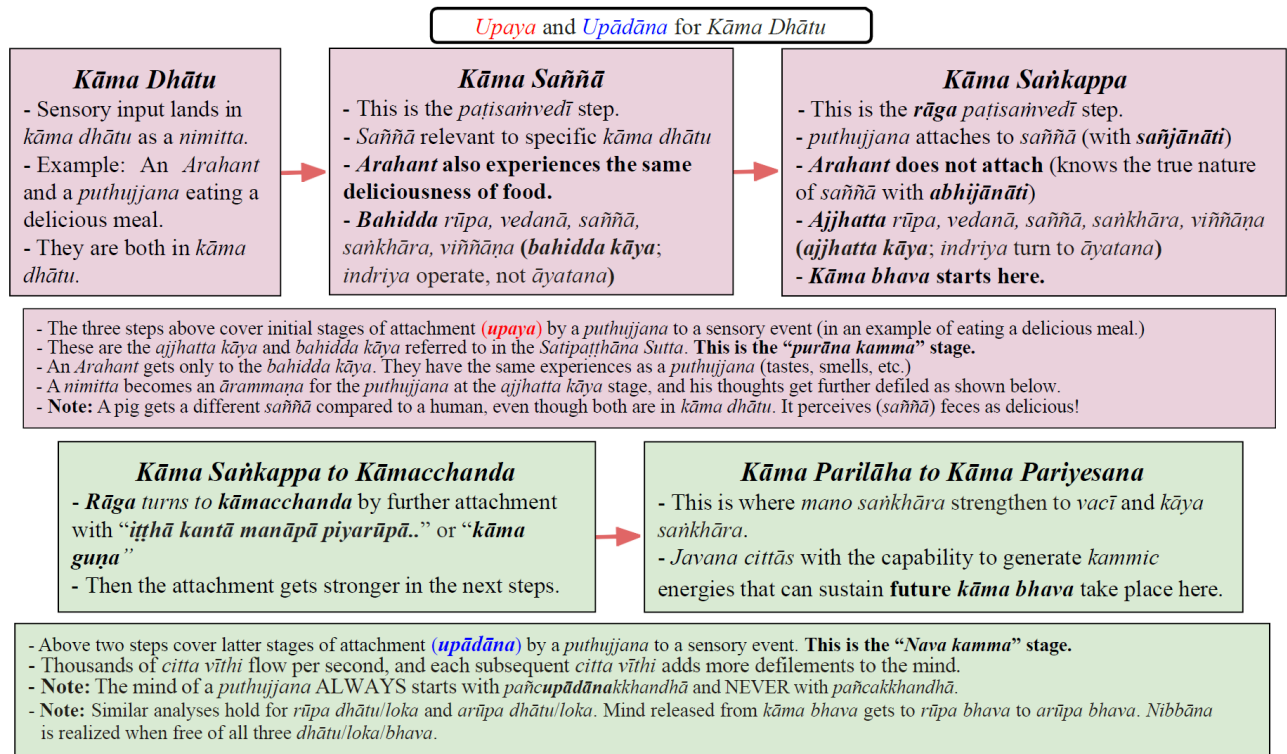 Upaya and Upādāna for Kāma Dhātu
Kāma Dhātu
- Sensory input lands in
kāma dhātu as a nimitta.
- Example: An Arahant
and a puthujjana eating a
delicious meal.
- They are both in kāma
dhātu.
Kāma Saññā
- This is the paṭisaṁvedī step.
- Saññā relevant to specific kāma dhātu
- Arahant also experiences the same
deliciousness of food.
- Bahidda rūpa, vedanā, saññā,
saṅkhāra, viññāṇa (bahidda kāya;
indriya operate, not āyatana)
Kāma Saṅkappa
- This is the rāga paṭisaṁvedī step.
- puthujjana attaches to saññā (with sañjānāti)
- Arahant does not attach (knows the true nature
of saññā with abhijānāti)
- Ajjhatta rūpa, vedanā, saññā, saṅkhāra, viññāṇa
(ajjhatta kāya; indriya turn to āyatana)
- Kāma bhava starts here.
- The three steps above cover initial stages of attachment (upaya) by a puthujjana to a sensory event (in an example of eating a delicious meal.)
- These are the ajjhatta kāya and bahidda kāya referred to in the Satipaṭṭhāna Sutta. This is the “purāna kamma” stage.
- An Arahant gets only to the bahidda kāya. They have the same experiences as a puthujjana (tastes, smells, etc.)
- A nimitta becomes an ārammaṇa for the puthujjana at the ajjhatta kāya stage, and his thoughts get further defiled as shown below.
- Note: A pig gets a different saññā compared to a human, even though both are in kāma dhātu. It perceives (saññā) feces as delicious!
Kāma Saṅkappa to Kāmacchanda
- Rāga turns to kāmacchanda by further attachment
with “iṭṭhā kantā manāpā piyarūpā..” or “kāma
guṇa”
- Then the attachment gets stronger in the next steps.
Kāma Parilāha to Kāma Pariyesana
- This is where mano saṅkhāra strengthen to vacī and kāya
saṅkhāra.
- Javana cittās with the capability to generate kammic
energies that can sustain future kāma bhava take place here.
- Above two steps cover latter stages of attachment (upādāna) by a puthujjana to a sensory event. This is the “Nava kamma” stage.
- Thousands of citta vīthi flow per second, and each subsequent citta vīthi adds more defilements to the mind.
- Note: The mind of a puthujjana ALWAYS starts with pañcupādānakkhandhā and NEVER with pañcakkhandhā.
- Note: Similar analyses hold for rūpa dhātu/loka and arūpa dhātu/loka. Mind released from kāma bhava gets to rūpa bhava to arūpa bhava. Nibbāna
is realized when free of all three dhātu/loka/bhava.